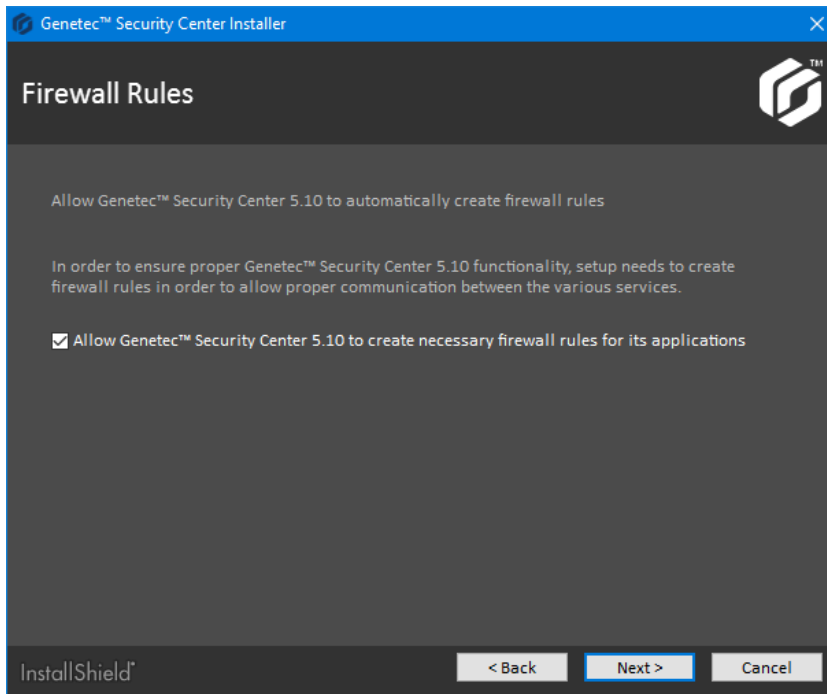 Genetec™ Security Center Installer
Firewall Rules
TM
Allow Genetec™ Security Center 5.10 to automatically create firewall rules
In order to ensure proper Genetec™ Security Center 5.10 functionality, setup needs to create
firewall rules in order to allow proper communication between the various services.
Allow Genetec™ Security Center 5.10 to create necessary firewall rules for its applications
InstallShield®
< Back
Next >
Cancel